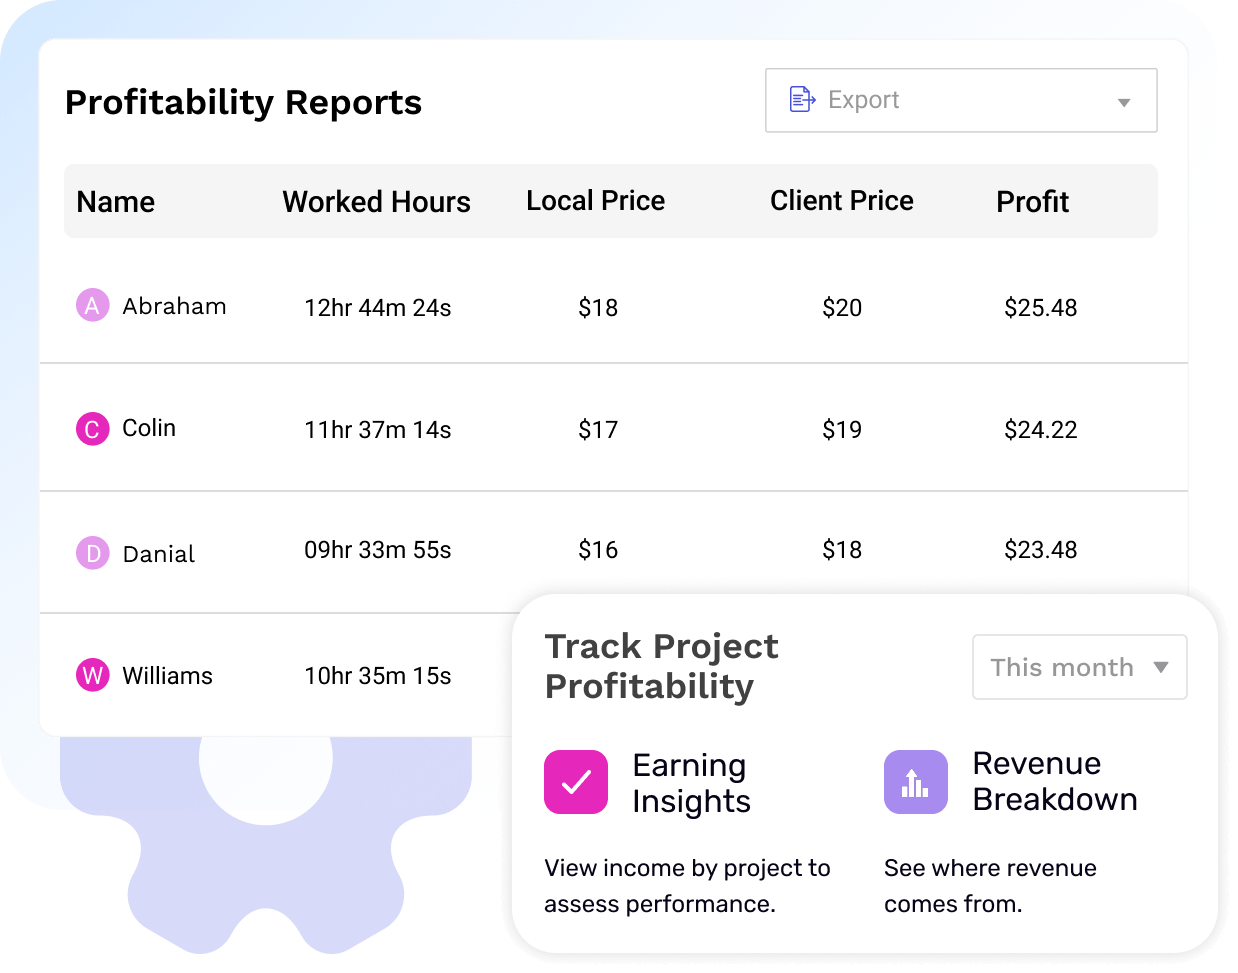 Profitability Reports
Export
Name Worked Hours Local Price Client Price Profit
A Abraham 12hr 44m 24s $18 $20 $25.48
C Colin 11hr 37m 14s $17 $19 $24.22
D Danial 09hr 33m 55s $16 $18 $23.48
W Williams 10hr 35m 15s
Track Project
Profitability
This month
Earning
Insights
View income by project to
assess performance.
Revenue
Breakdown
See where revenue
comes from.